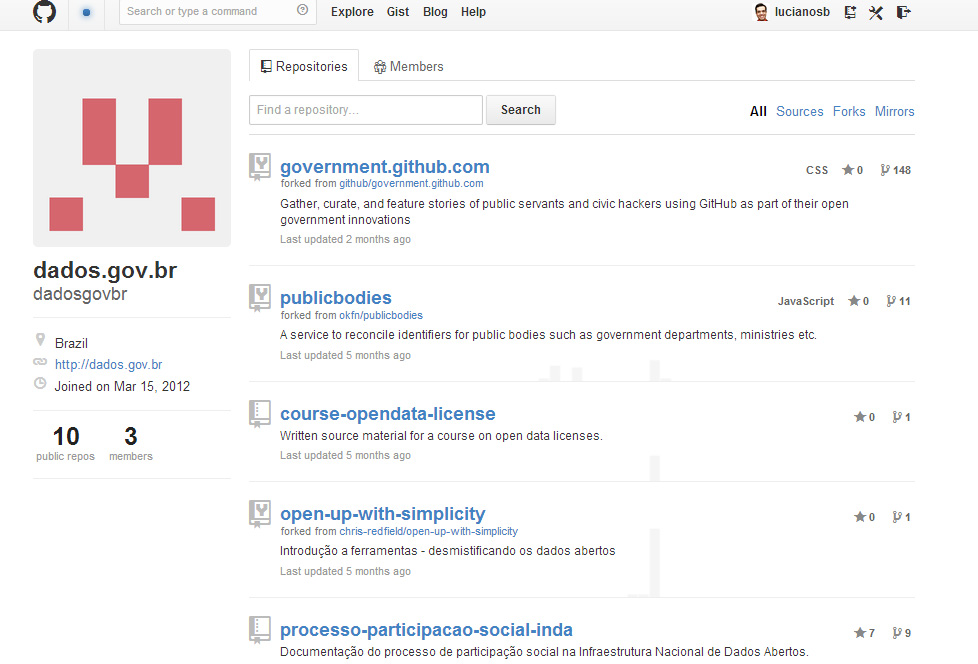 Search or type a command
Explore Gist Blog Help
lucianosb
Repositories Members
Find a repository...
Search
All Sources Forks Mirrors
dados.gov.br
dadosgovbr
Brazil
http://dados.gov.br
Joined on Mar 15, 2012
10 3
public repos members
government.github.com
CSS 0 148
forked from github/government.github.com
Gather, curate, and feature stories of public servants and civic hackers using GitHub as part of their open
government innovations
Last updated 2 months ago
publicbodies
JavaScript 0 11
forked from okfn/publicbodies
A service to reconcile identifiers for public bodies such as government departments, ministries etc.
Last updated 5 months ago
course-opendata-license
0 1
Written source material for a course on open data licenses.
Last updated 5 months ago
open-up-with-simplicity
0 1
forked from chris-redfield/open-up-with-simplicity
Introdução a ferramentas - desmistificando os dados abertos
Last updated 5 months ago
processo-participacao-social-inda
7 9
Documentação do processo de participação social na Infraestrutura Nacional de Dados Abertos.